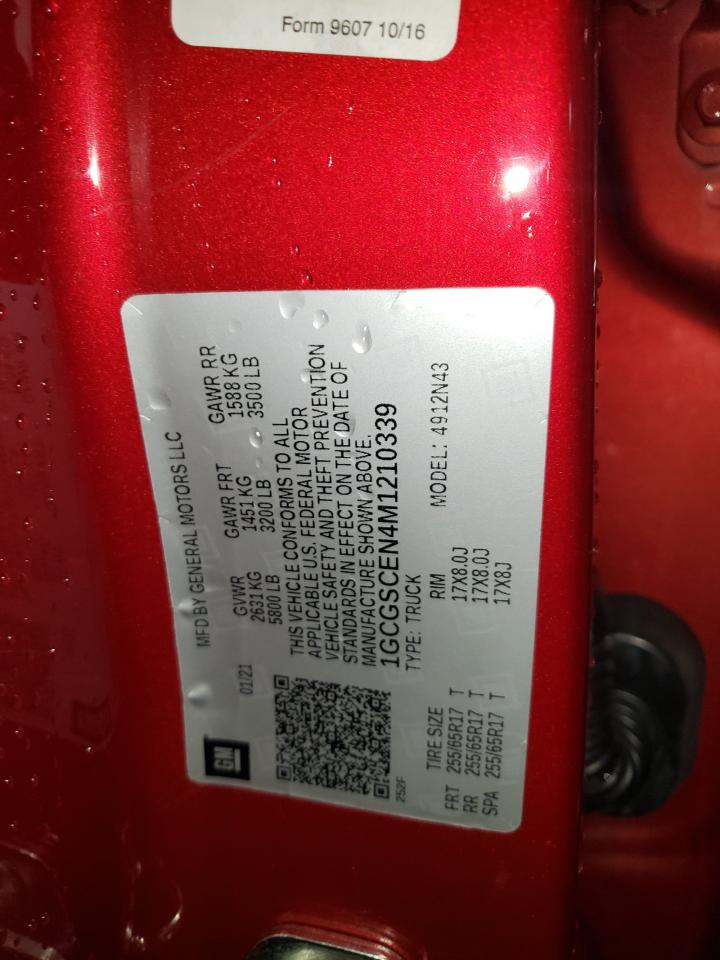 Form 9607 10/16
MFD BY GENERAL MOTORS LLC
GM
01/21
GVWR GAWR FRT GAWR RR
2631 KG 1451 KG 1588 KG
5800 LB 3200 LB 3500 LB
THIS VEHICLE CONFORMS TO ALL
APPLICABLE U.S. FEDERAL MOTOR
VEHICLE SAFETY AND THEFT PREVENTION
STANDARDS IN EFFECT ON THE DATE OF
MANUFACTURE SHOWN ABOVE.
1GCGSCEN4M1210339
252F
TYPE: TRUCK
MODEL: 4912N43
TIRE SIZE RIM
FRT 255/65R17 T 17X8.0J
RR 255/65R17 T 17X8.0J
SPA 255/65R17 T 17X8J